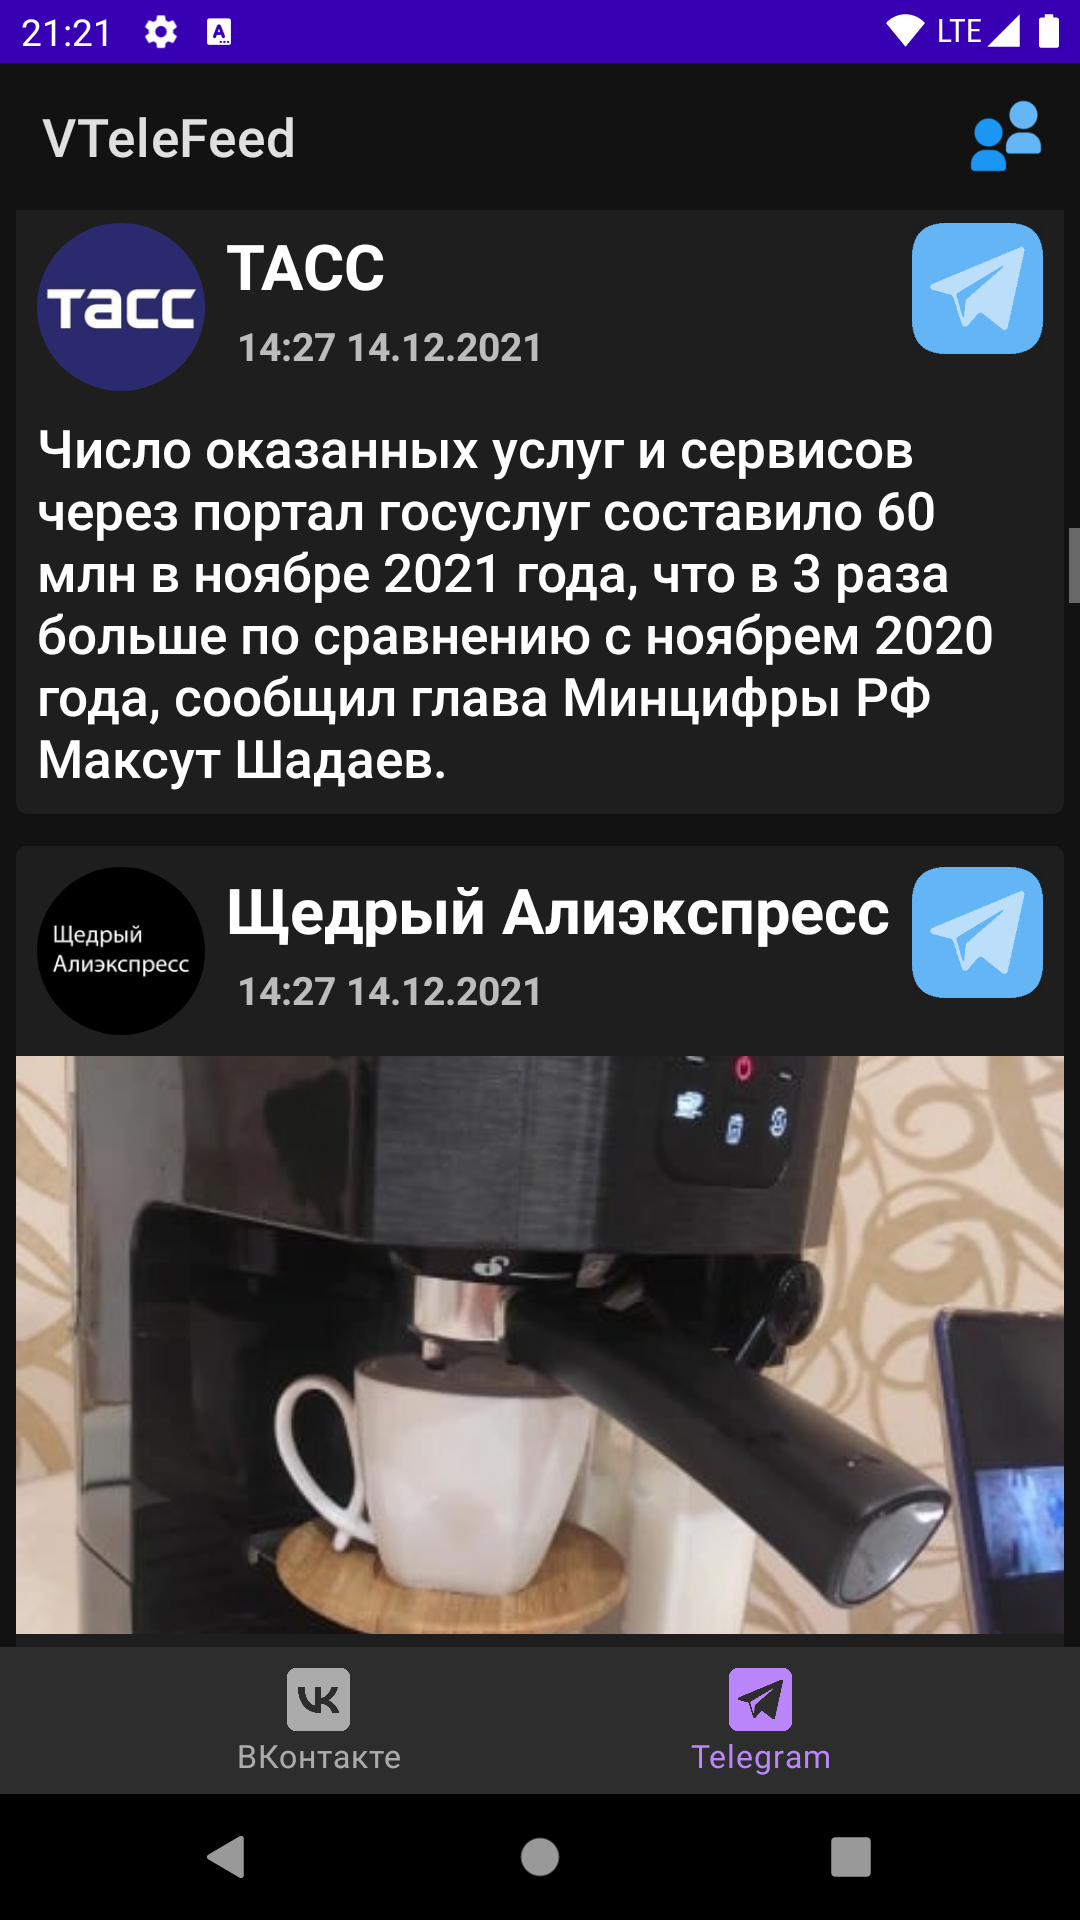 21:21
LTE
VTeleFeed
тасс
ТАСС
14:27 14.12.2021
Число оказанных услуг и сервисов
через портал госуслуг составило 60
млн в ноябре 2021 года, что в 3 раза
больше по сравнению с ноябрем 2020
года, сообщил глава Минцифры РФ
Максут Шадаев.
Щедрый
Алиэкспресс
Щедрый Алиэкспресс
14:27 14.12.2021
ВКонтакте
Telegram